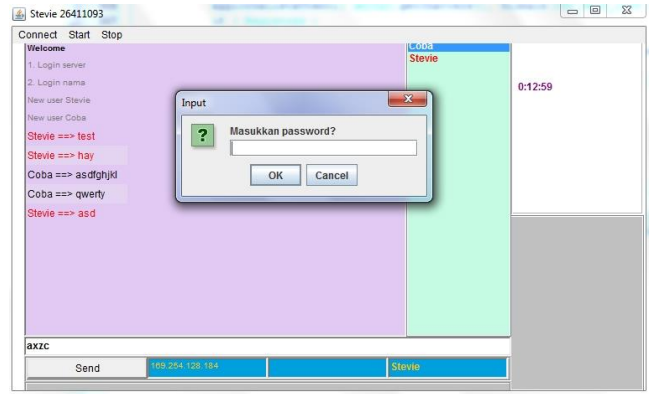 Stevie 26411093
Connect Start Stop
Welcome
1. Login server
2. Login nama
New user Stevie
New user Coba
Stevie ==> test
Stevie ==> hay
Coba ==> asdfghjkl
Coba ==> qwerty
Stevie ==> asd
Coba
Stevie
0:12:59
Input
Masukkan password?
OK Cancel
axzc
Send 169.254.128.184 Stevie